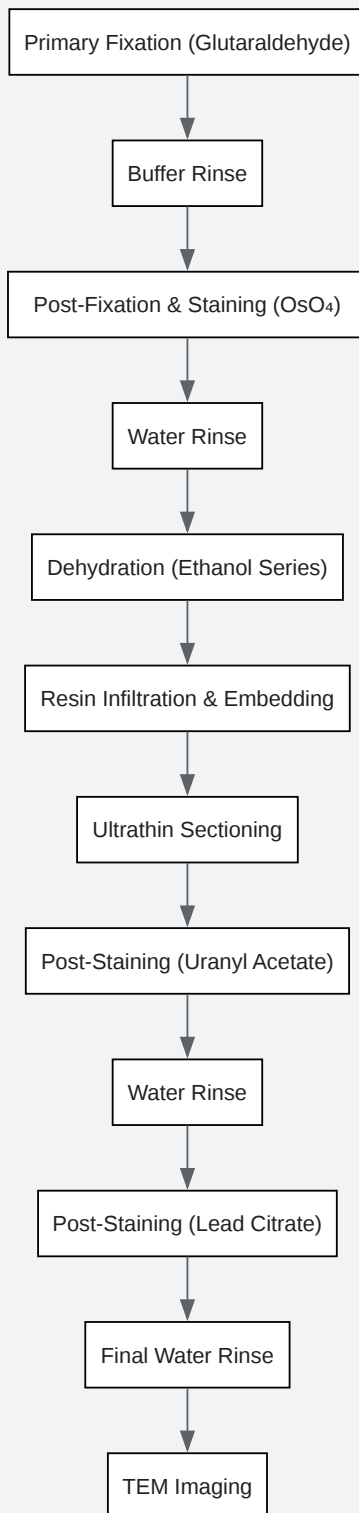 Primary Fixation (Glutaraldehyde)
Buffer Rinse
Post-Fixation & Staining (OsO₄)
Water Rinse
Dehydration (Ethanol Series)
Resin Infiltration & Embedding
Ultrathin Sectioning
Post-Staining (Uranyl Acetate)
Water Rinse
Post-Staining (Lead Citrate)
Final Water Rinse
TEM Imaging